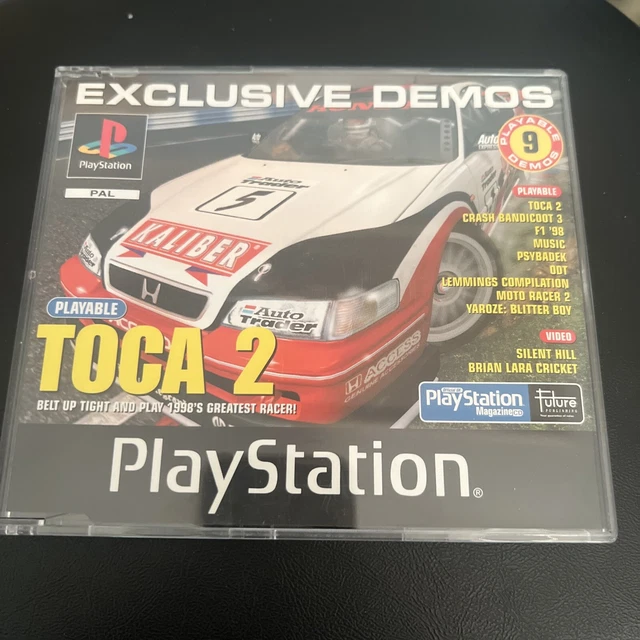 EXCLUSIVE DEMOS
PlayStation
PAL
PLAYABLE
9
DEMOS
PLAYABLE
TOCA 2
CRASH BANDICOOT 3
F1 '98
MUSIC
PSYBADEK
ODT
LEMMINGS COMPILATION
MOTO RACER 2
YAROZE: BLITTER BOY
VIDEO
SILENT HILL
BRIAN LARA CRICKET
Auto
Trader
5
KALIBER
Auto
Trader
ACCESS
PLAYABLE
TOCA 2
BELT UP TIGHT AND PLAY 1998'S GREATEST RACER!
PlayStation
Magazine
Future
PUBLISHING
PlayStation®